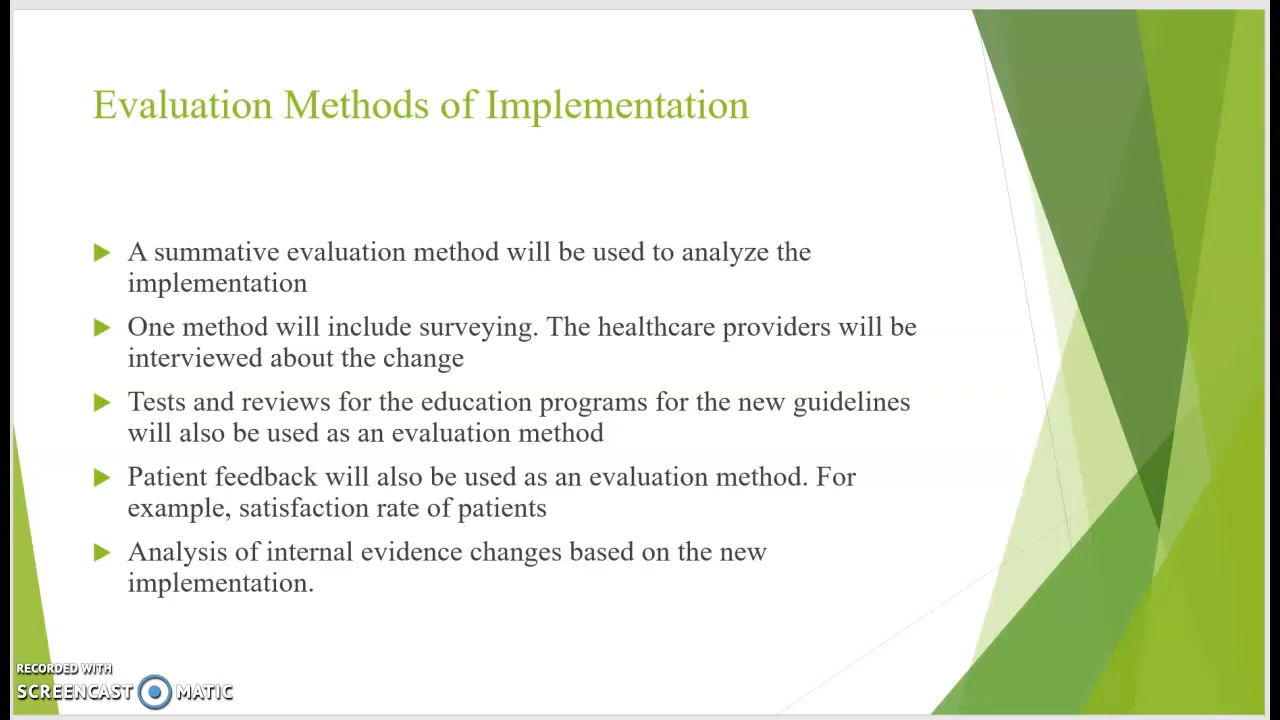 Evaluation Methods of Implementation
A summative evaluation method will be used to analyze the
implementation
One method will include surveying. The healthcare providers will be
interviewed about the change
Tests and reviews for the education programs for the new guidelines
will also be used as an evaluation method
Patient feedback will also be used as an evaluation method. For
example, satisfaction rate of patients
Analysis of internal evidence changes based on the new
implementation.
RECORDED WITH
SCREENCAST MATIC